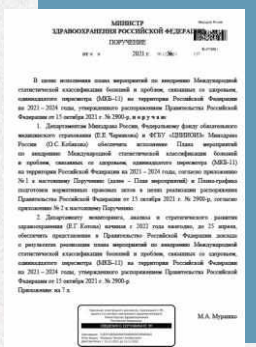 МИНИСТР
ЗДРАВООХРАНЕНИЯ РОССИЙСКОЙ ФЕДЕРАЦИИ
ПОРУЧЕНИЕ
2021 г.
В целях исполнения плана мероприятий по внедрению Международной
статистической классификации болезней и проблем, связанных со здоровьем,
одиннадцатого пересмотра (МКБ-11) на территории Российской Федерации
на 2021 - 2024 годы, утвержденного распоряжением Правительства Российской
Федерации от 15 октября 2021 г. № 2900-р, п о р у ч а ю:
1. Департаментам Минздрава России, Федеральному фонду обязательного
медицинского страхования и ФГБУ «ЦНИИОИЗ» Минздрава
России (О.С. Кобякова) обеспечить исполнение Плана мероприятий
по внедрению Международной статистической классификации болезней
и проблем, связанных со здоровьем, одиннадцатого пересмотра (МКБ-11)
на территории Российской Федерации на 2021 - 2024 годы, согласно приложению
№ 1 к настоящему Поручению (далее – План мероприятий) и Плана-графика
подготовки нормативных правовых актов в целях реализации распоряжения
Правительства Российской Федерации от 15 октября 2021 г. № 2900-р, согласно
приложению № 2 к настоящему Поручению.
2. Департаменту мониторинга, анализа и стратегического развития
здравоохранения начиная с 2022 года ежегодно, до 25 апреля,
обеспечить представление в Правительство Российской Федерации доклада
о результатах реализации плана мероприятий по внедрению Международной
статистической классификации болезней и проблем, связанных со здоровьем,
одиннадцатого пересмотра (МКБ-11) на территории Российской Федерации
на 2021 - 2024 годы, утвержденного распоряжением Правительства Российской
Федерации от 15 октября 2021 г. № 2900-р.
Приложение на 7 л.
М.А. Мурашко